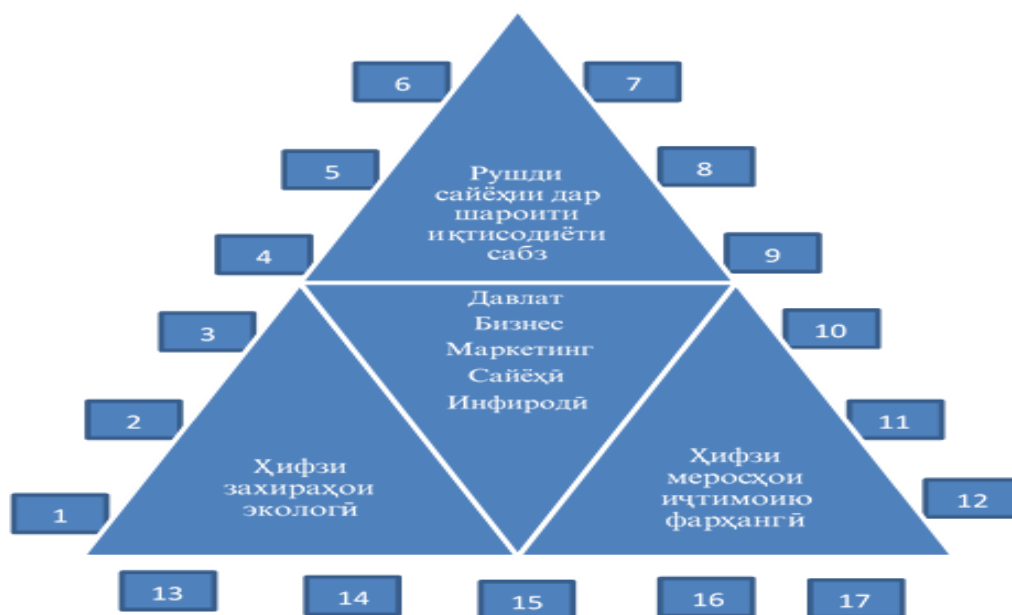 6
7
5
8
Рушди
сайёҳии дар
шароити
иқтисодиёти
сабз
4
9
Давлат
Бизнес
Маркетинг
Сайёҳӣ
Инфиродӣ
3
10
2
11
Ҳифзи
захираҳои
экологӣ
Ҳифзи
меросҳои
иҷтимоию
фарҳангӣ
1
12
13
14
15
16
17